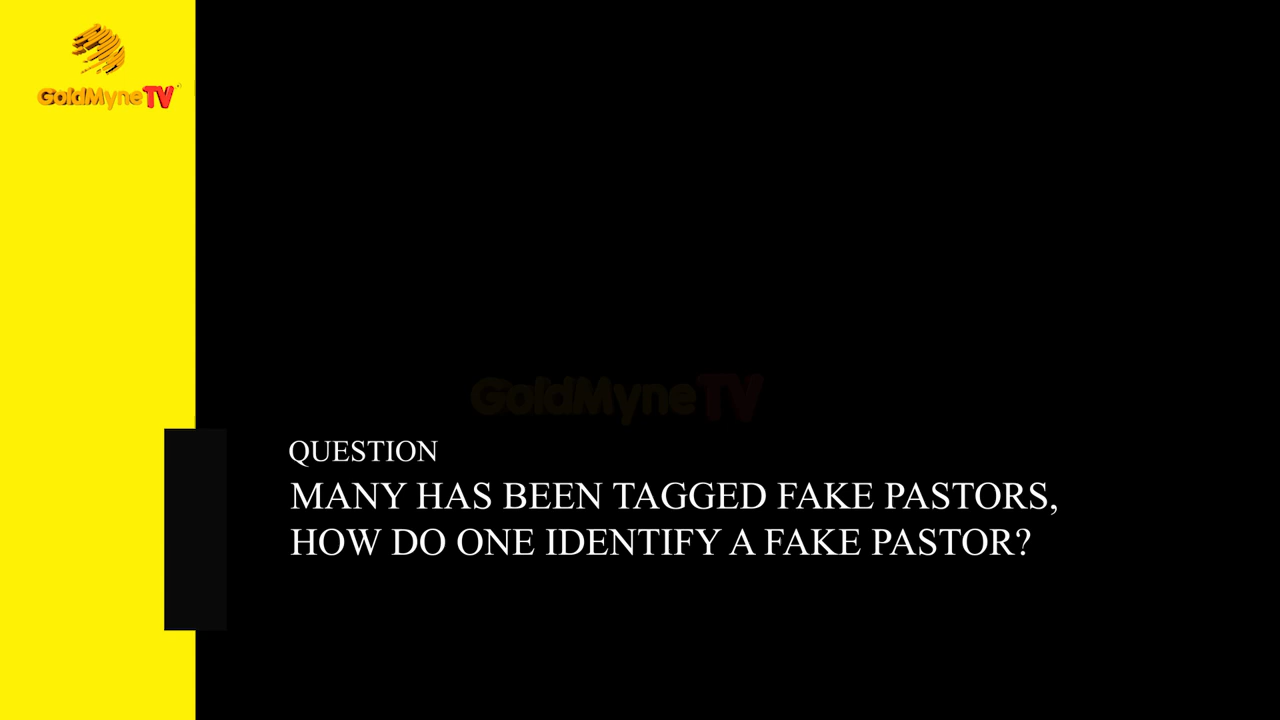 GoldMyneTV
GoldMyneTV
QUESTION
MANY HAS BEEN TAGGED FAKE PASTORS,
HOW DO ONE IDENTIFY A FAKE PASTOR?